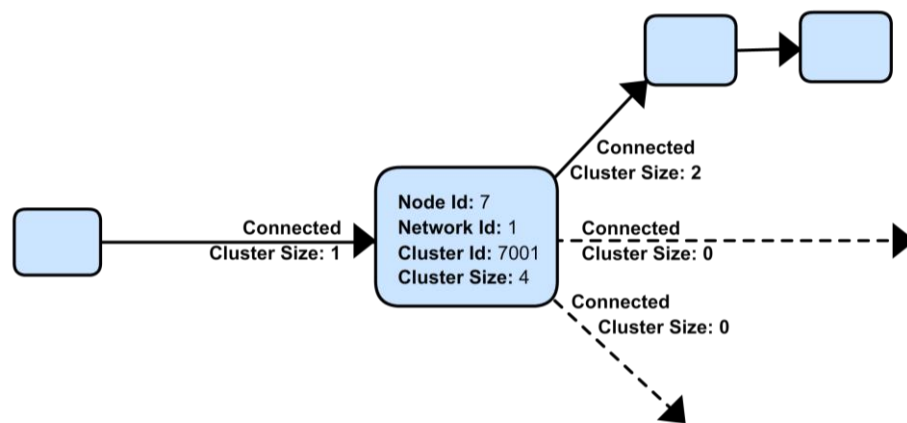 Connected
Cluster Size: 2
Node Id: 7
Network Id: 1
Cluster Id: 7001
Cluster Size: 4
Connected
Cluster Size: 1
Connected
Cluster Size: 0
Connected
Cluster Size: 0